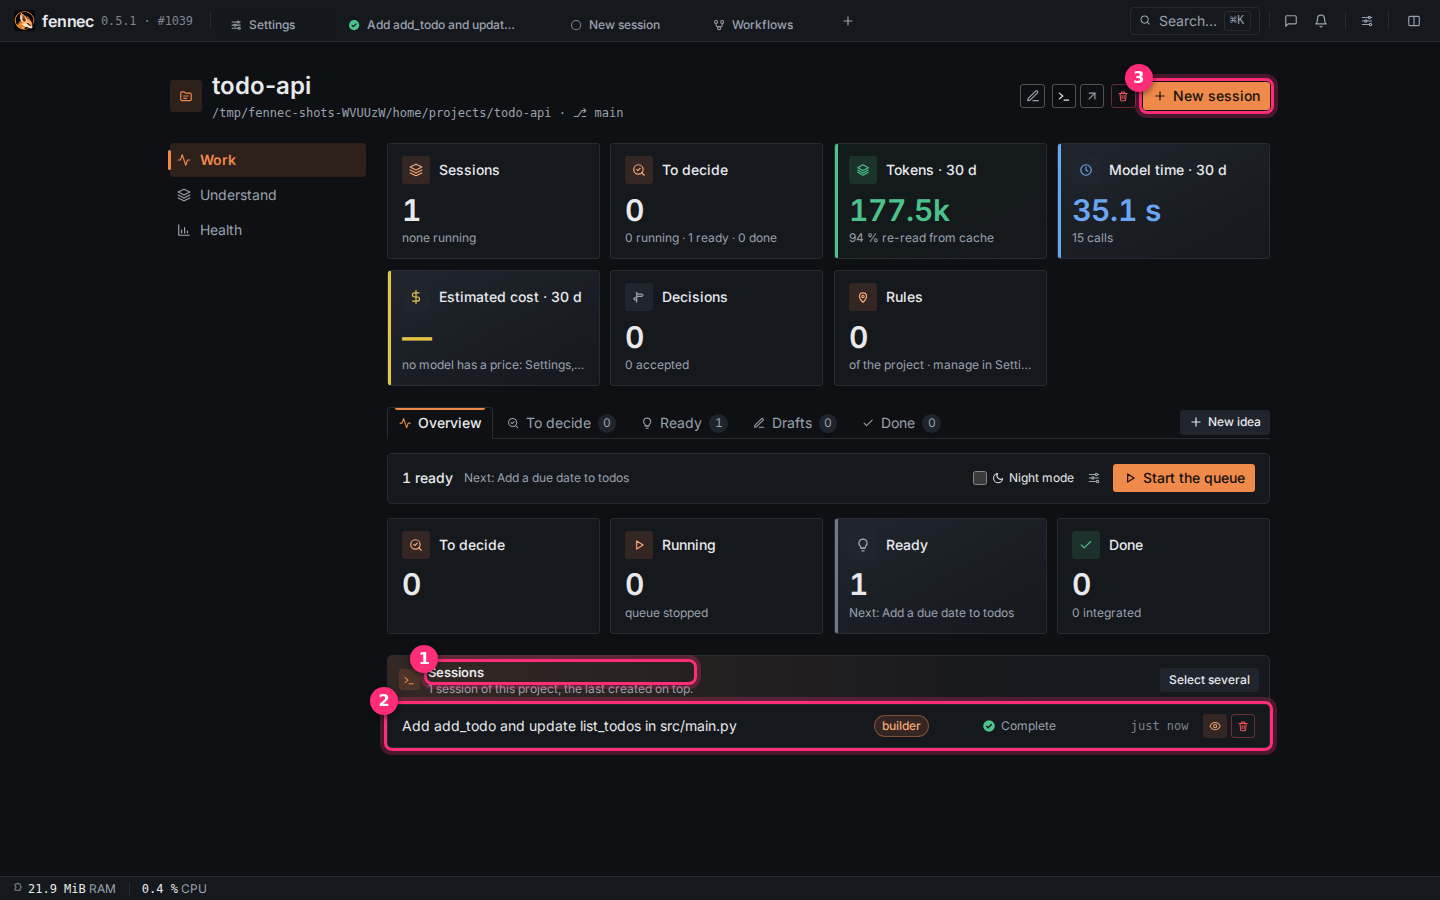 fennec 0.5.1 · #1039
Settings
Add add_todo and updat...
New session
Workflows
Search... ⌘K
todo-api
/tmp/fennec-shots-WVUUzW/home/projects/todo-api · ⎇ main
3
New session
Work
Understand
Health
Sessions
1
none running
To decide
0
0 running · 1 ready · 0 done
Tokens · 30 d
177.5k
94 % re-read from cache
Model time · 30 d
35.1 s
15 calls
Estimated cost · 30 d
—
no model has a price: Settings,...
Decisions
0
0 accepted
Rules
0
of the project · manage in Setti...
Overview
To decide 0
Ready 1
Drafts 0
Done 0
New idea
1 ready Next: Add a due date to todos
Night mode
Start the queue
To decide
0
Running
0
queue stopped
Ready
1
Next: Add a due date to todos
Done
0
0 integrated
1
Sessions
1 session of this project, the last created on top.
Select several
2
Add add_todo and update list_todos in src/main.py
builder
Complete
just now
21.9 MiB RAM
0.4 % CPU